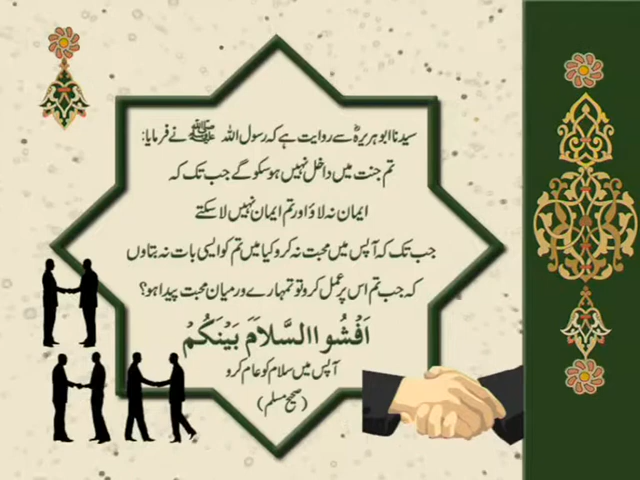 سیدنا ابو ہریرہؓ سے روایت ہے کہ رسول اللہ ﷺ نے فرمایا:
تم جنت میں داخل نہیں ہو سکو گے جب تک کہ
ایمان نہ لاؤ اور تم ایمان نہیں لا سکتے
جب تک کہ آپس میں محبت نہ کرو کیا میں تم کو ایسی بات نہ بتاوں
کہ جب تم اس پر عمل کرو تو تمہارے درمیان محبت پیدا ہو؟
اَفْشُوا السَّلَامَ بَيْنَكُمْ
آپس میں سلام کو عام کرو
(صحیح مسلم)